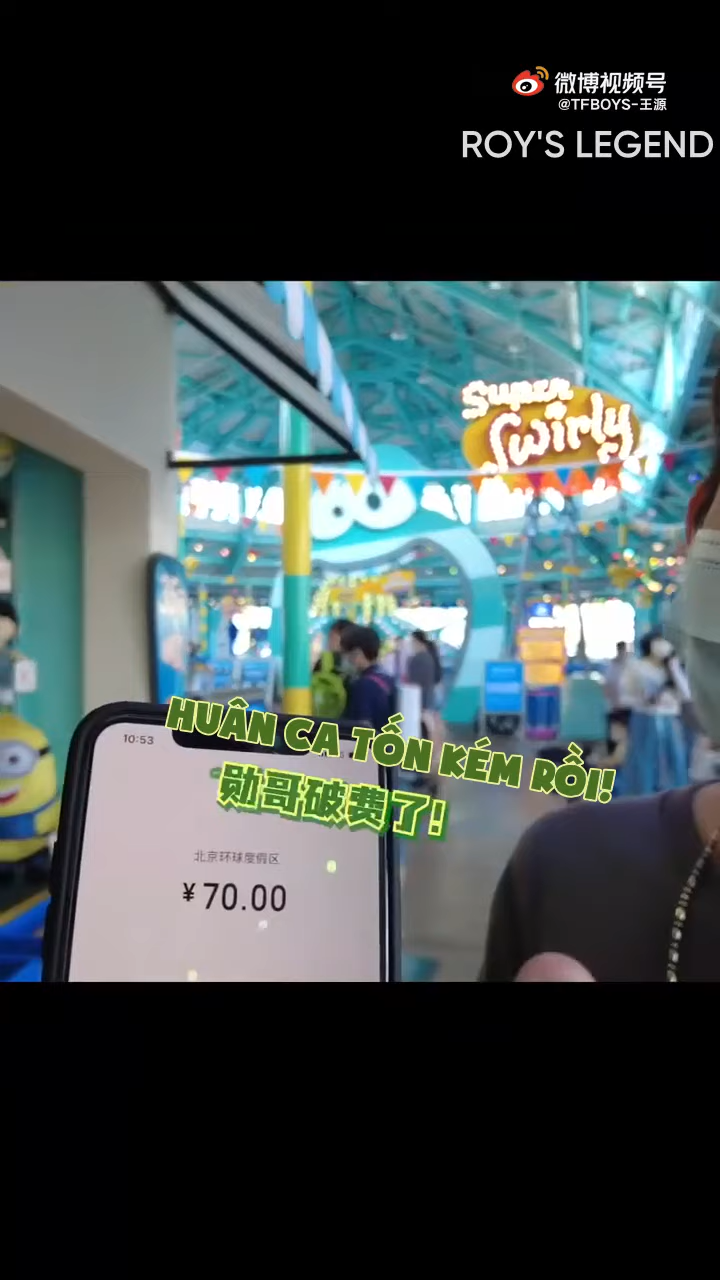 微博视频号
@TFBOYS-王源
ROY'S LEGEND
Super
Swirly
10:53
HUÂN CA TỐN KÉM RỒI!
勋哥破费了!
北京环球度假区
¥70.00